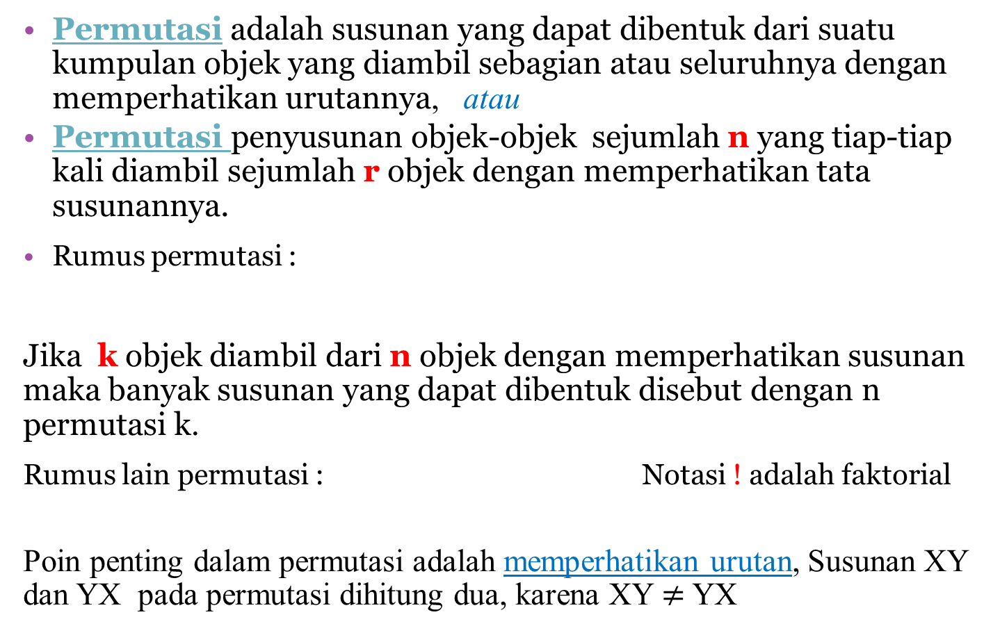 • Permutasi adalah susunan yang dapat dibentuk dari suatu
kumpulan objek yang diambil sebagian atau seluruhnya dengan
memperhatikan urutannya, atau
• Permutasi penyusunan objek-objek sejumlah n yang tiap-tiap
kali diambil sejumlah r objek dengan memperhatikan tata
susunannya.
• Rumus permutasi :
Jika k objek diambil dari n objek dengan memperhatikan susunan
maka banyak susunan yang dapat dibentuk disebut dengan n
permutasi k.
Rumus lain permutasi : Notasi ! adalah faktorial
Poin penting dalam permutasi adalah memperhatikan urutan, Susunan XY
dan YX pada permutasi dihitung dua, karena XY ≠ YX